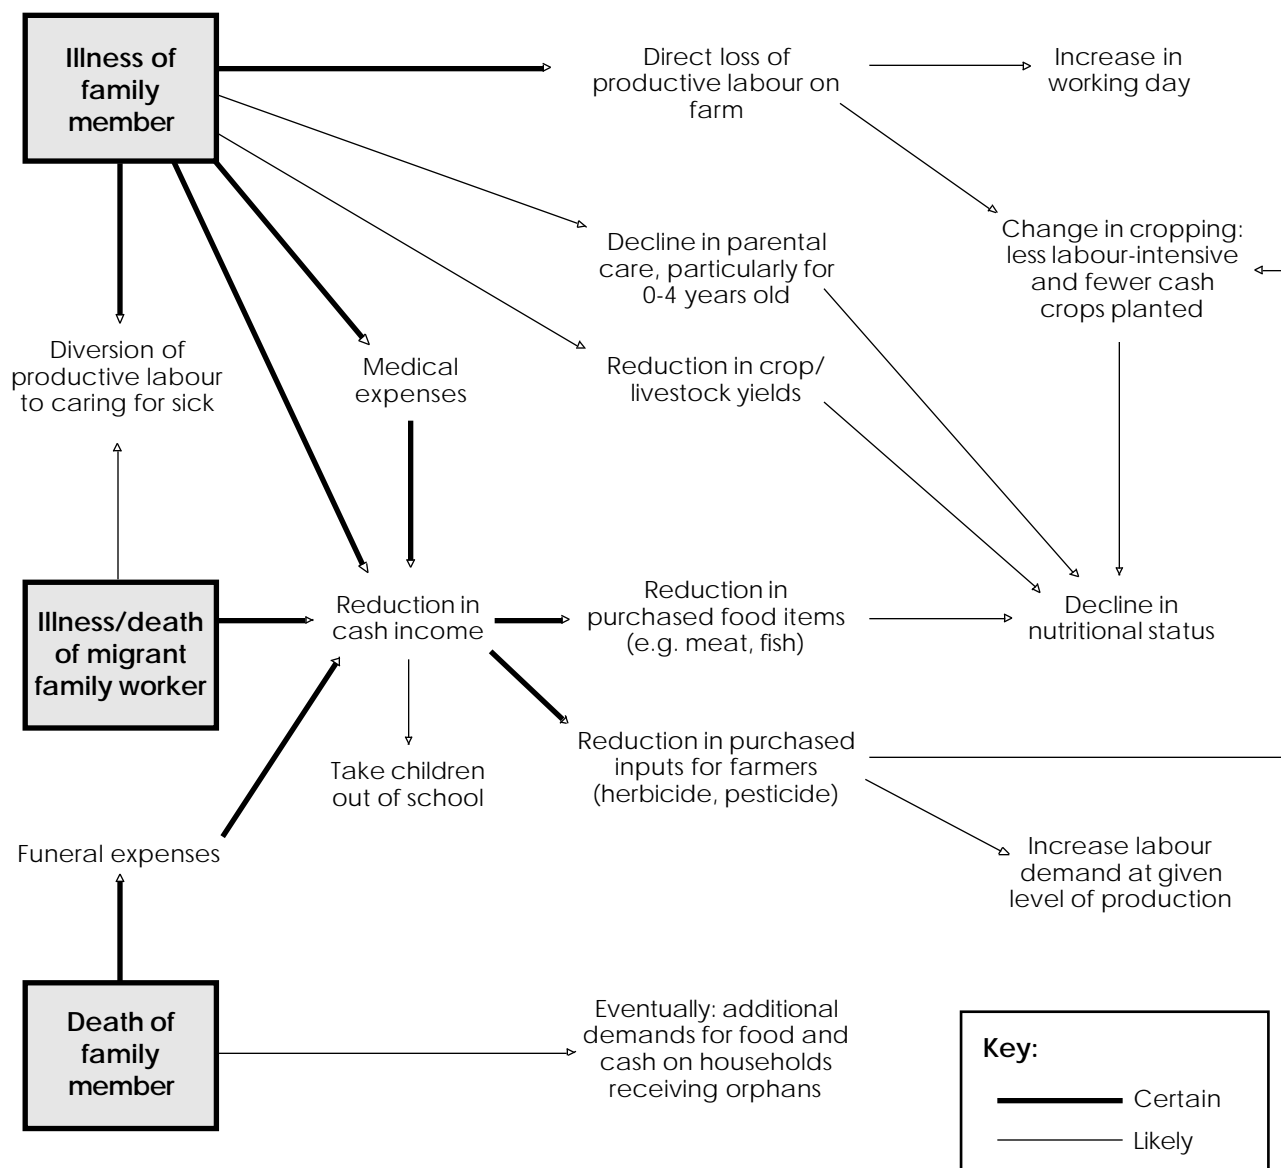 Illness of
family
member
Direct loss of
productive labour on
farm
Increase in
working day
Decline in parental
care, particularly for
0-4 years old
Change in cropping:
less labour-intensive
and fewer cash
crops planted
Diversion of
productive labour
to caring for sick
Medical
expenses
Reduction in crop/
livestock yields
Illness/death
of migrant
family worker
Reduction in
cash income
Reduction in
purchased food items
(e.g. meat, fish)
Decline in
nutritional status
Take children
out of school
Reduction in purchased
inputs for farmers
(herbicide, pesticide)
Funeral expenses
Increase labour
demand at given
level of production
Death of
family
member
Eventually: additional
demands for food and
cash on households
receiving orphans
Key:
Certain
Likely